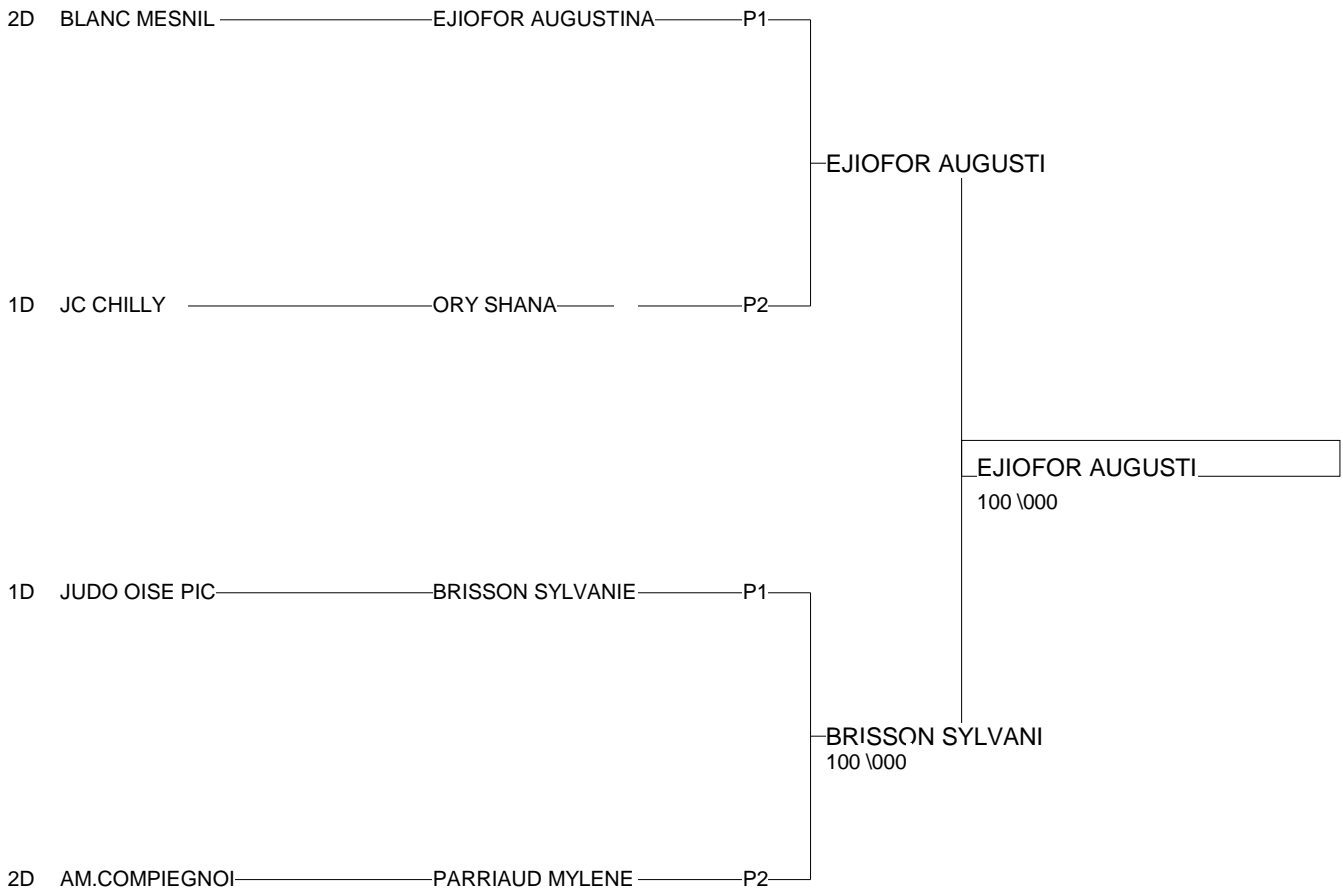 2D BLANC MESNIL EJIOFOR AUGUSTINA P1
EJIOFOR AUGUSTI
1D JC CHILLY ORY SHANA P2
EJIOFOR AUGUSTI
100 \000
1D JUDO OISE PIC BRISSON SYLVANIE P1
BRISSON SYLVANI
100 \000
2D AM.COMPIEGNOI PARRIAUD MYLENE P2